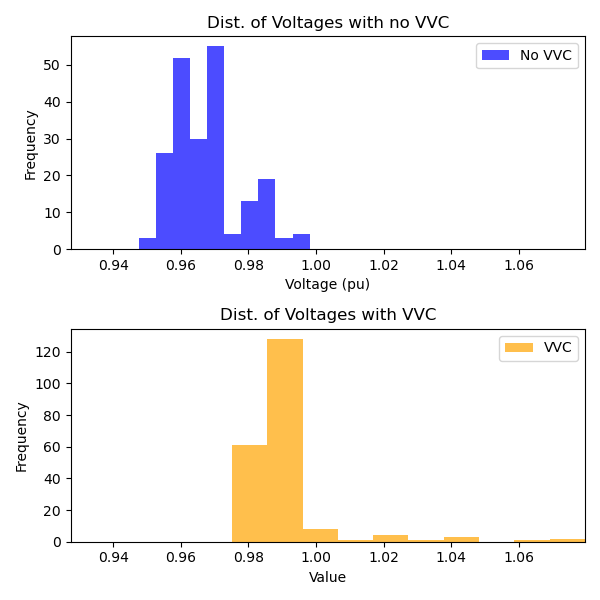 Dist. of Voltages with no VVC
No VVC
50
40
30
20
10
0
Frequency
0.94 0.96 0.98 1.00 1.02 1.04 1.06
Voltage (pu)
Dist. of Voltages with VVC
VVC
120
100
80
60
40
20
0
Frequency
0.94 0.96 0.98 1.00 1.02 1.04 1.06
Value